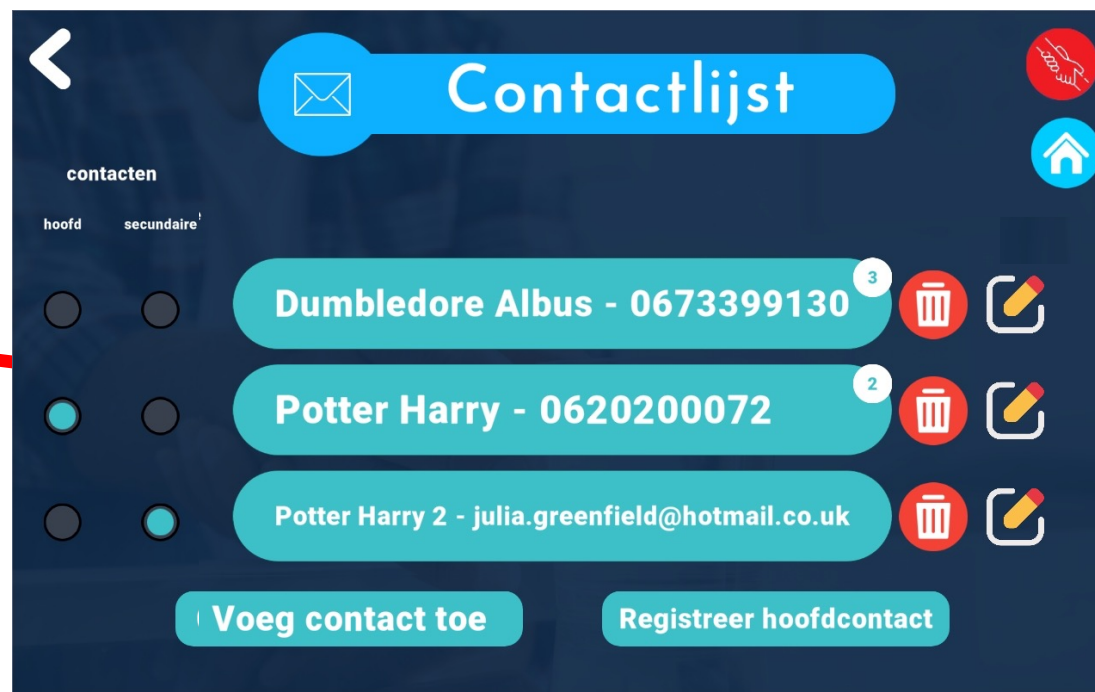 Contactlijst
contacten
hoofd secundaire
Dumbledore Albus - 0673399130 3
Potter Harry - 0620200072 2
Potter Harry 2 - julia.greenfield@hotmail.co.uk
Voeg contact toe
Registreer hoofdcontact